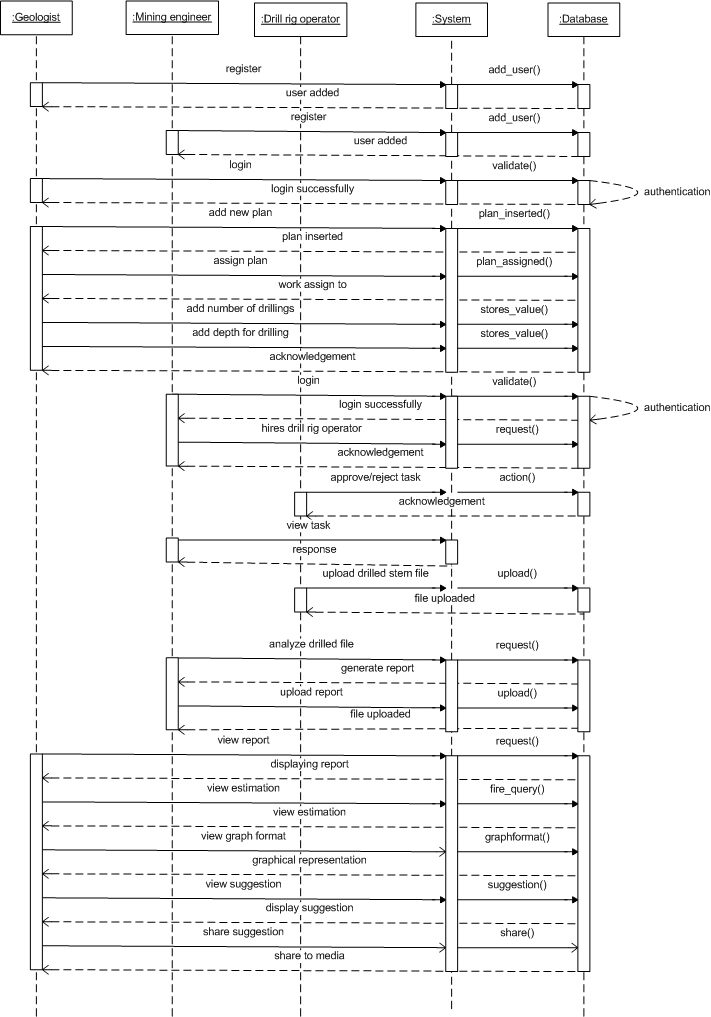 :Geologist
:Mining engineer
:Drill rig operator
:System
:Database
register
add_user()
user added
register
add_user()
user added
login
validate()
login successfully
authentication
add new plan
plan_inserted()
plan inserted
assign plan
plan_assigned()
work assign to
add number of drillings
stores_value()
add depth for drilling
stores_value()
acknowledgement
login
validate()
login successfully
authentication
hires drill rig operator
request()
acknowledgement
approve/reject task
action()
acknowledgement
view task
response
upload drilled stem file
upload()
file uploaded
analyze drilled file
request()
generate report
upload report
upload()
file uploaded
view report
request()
displaying report
view estimation
fire_query()
view estimation
view graph format
graphformat()
graphical representation
view suggestion
suggestion()
display suggestion
share suggestion
share()
share to media